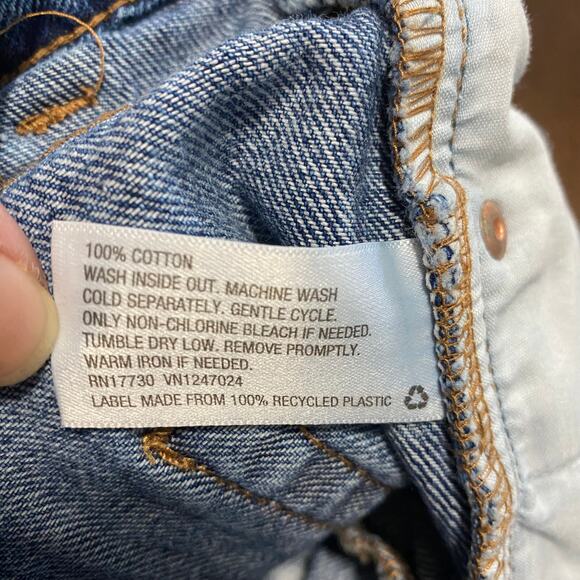 100% COTTON
WASH INSIDE OUT. MACHINE WASH
COLD SEPARATELY. GENTLE CYCLE.
ONLY NON-CHLORINE BLEACH IF NEEDED.
TUMBLE DRY LOW. REMOVE PROMPTLY.
WARM IRON IF NEEDED.
RN17730 VN1247024
LABEL MADE FROM 100% RECYCLED PLASTIC